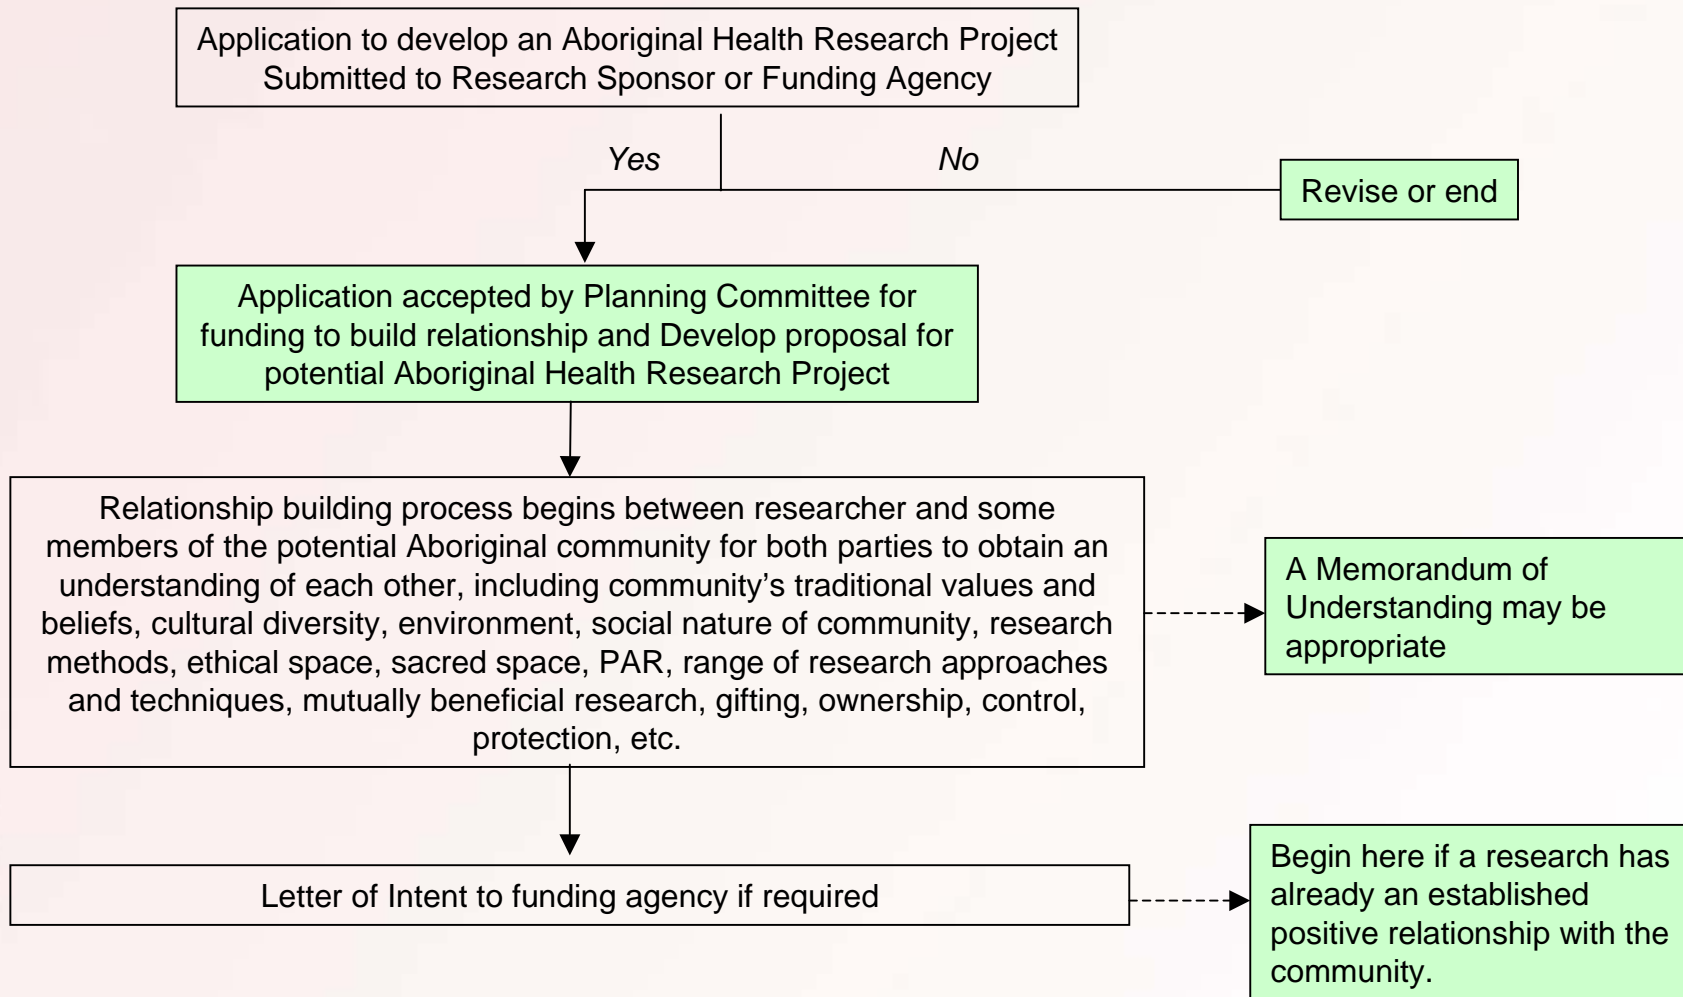 Application to develop an Aboriginal Health Research Project
Submitted to Research Sponsor or Funding Agency
Yes
No
Revise or end
Application accepted by Planning Committee for
funding to build relationship and Develop proposal for
potential Aboriginal Health Research Project
Relationship building process begins between researcher and some
members of the potential Aboriginal community for both parties to obtain an
understanding of each other, including community’s traditional values and
beliefs, cultural diversity, environment, social nature of community, research
methods, ethical space, sacred space, PAR, range of research approaches
and techniques, mutually beneficial research, gifting, ownership, control,
protection, etc.
A Memorandum of
Understanding may be
appropriate
Letter of Intent to funding agency if required
Begin here if a research has
already an established
positive relationship with the
community.